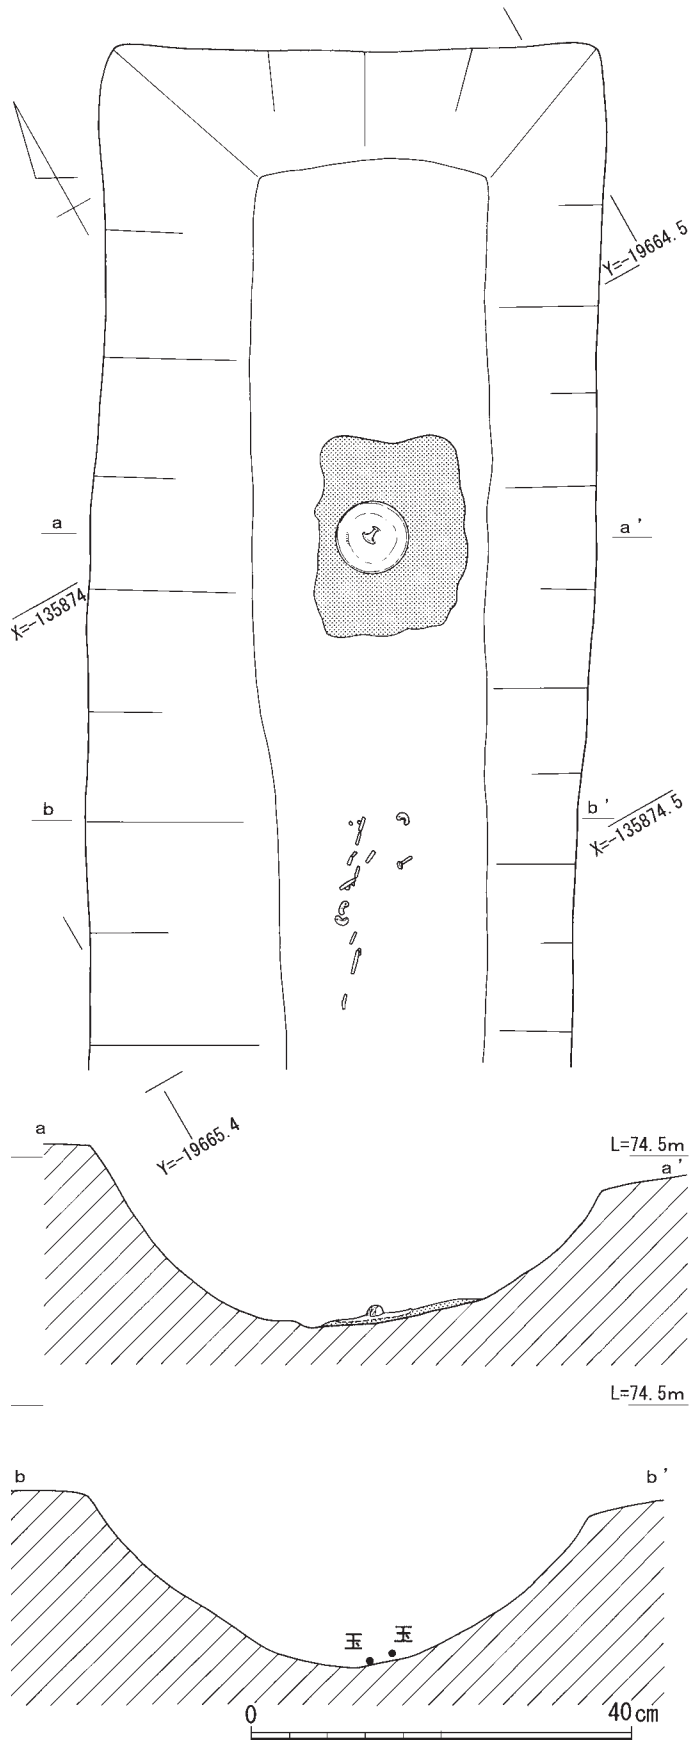 Y=-19664.5
a
a'
X=-135874
b
b'
X=-135874.5
Y=-19665.4
a
L=74.5m
a'
L=74.5m
b
b'
玉
玉
0
40cm